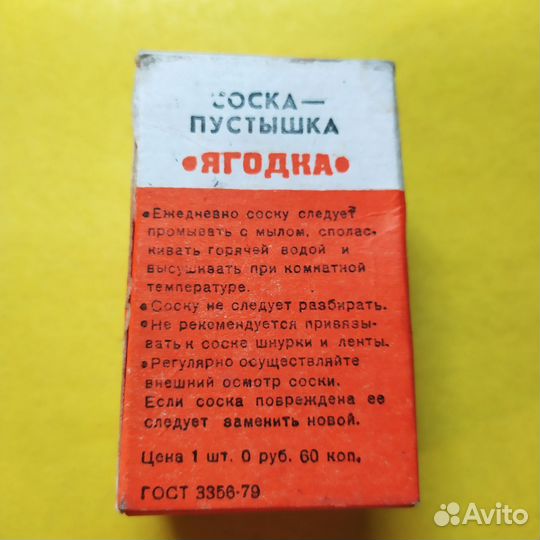 СОСКА—
ПУСТЫШКА
•ЯГОДКА•
•Ежедневно соску следует
промывать с мылом, сполас-
кивать горячей водой и
высушивать при комнатной
температуре.
•Соску не следует разбирать.
•Не рекомендуется привязы-
вать к соске шнурки и ленты.
•Регулярно осуществляйте
внешний осмотр соски.
Если соска повреждена ее
следует заменить новой.
Цена 1 шт. 0 руб. 60 коп.
ГОСТ 3356-79
Avito